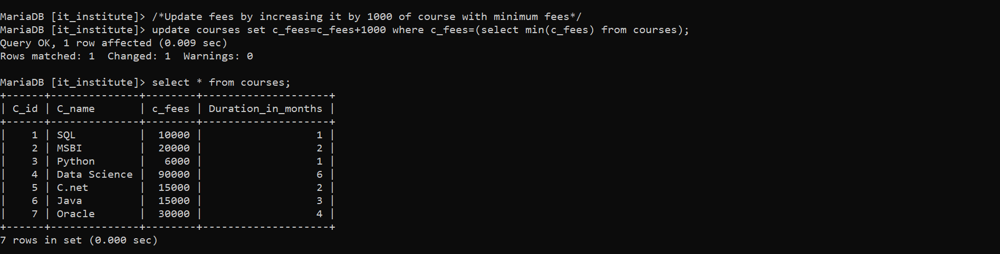 MariaDB [it_institute]> /*Update fees by increasing it by 1000 of course with minimum fees*/
MariaDB [it_institute]> update courses set c_fees=c_fees+1000 where c_fees=(select min(c_fees) from courses);
Query OK, 1 row affected (0.009 sec)
Rows matched: 1  Changed: 1  Warnings: 0

MariaDB [it_institute]> select * from courses;
+------+--------------+--------+--------------------+
| C_id | C_name       | c_fees | Duration_in_months |
+------+--------------+--------+--------------------+
|    1 | SQL          |  10000 |                  1 |
|    2 | MSBI         |  20000 |                  2 |
|    3 | Python       |   6000 |                  1 |
|    4 | Data Science |  90000 |                  6 |
|    5 | C.net        |  15000 |                  2 |
|    6 | Java         |  15000 |                  3 |
|    7 | Oracle       |  30000 |                  4 |
+------+--------------+--------+--------------------+
7 rows in set (0.000 sec)